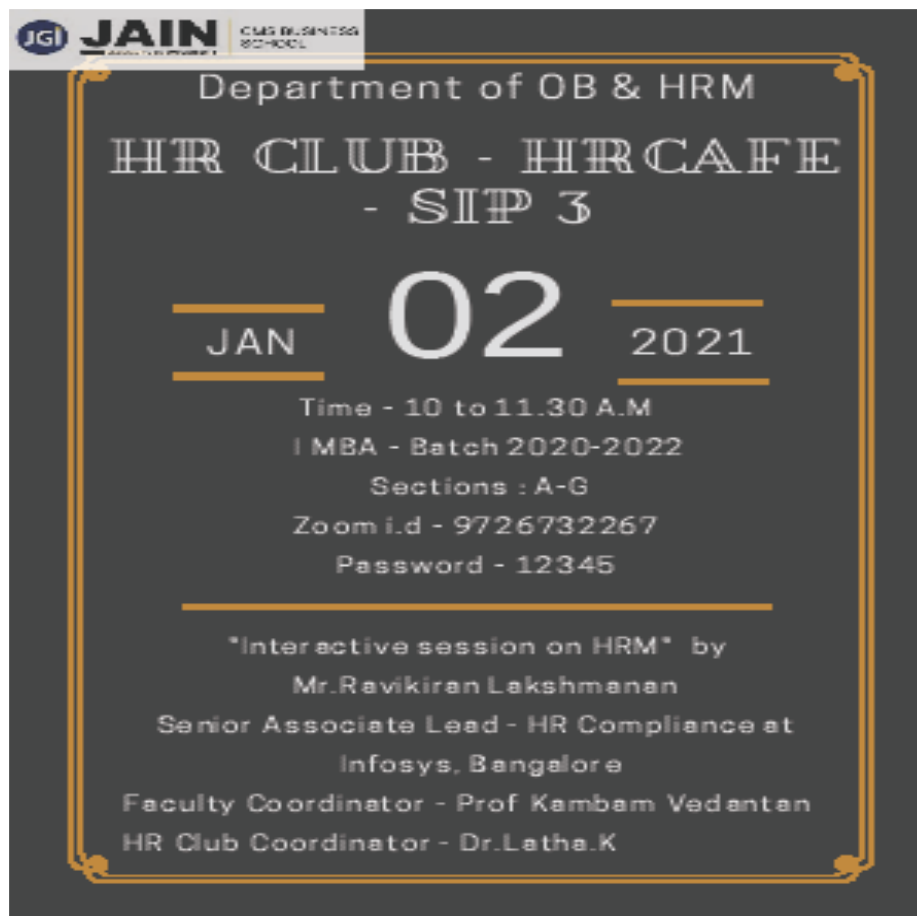 JGI JAIN CMS BUSINESS
SCHOOL
Department of OB & HRM
HR CLUB - HRCAFE
- SIP 3
JAN 02 2021
Time - 10 to 11.30 A.M
I MBA - Batch 2020-2022
Sections : A-G
Zoom i.d - 9726732267
Password - 12345
"Interactive session on HRM" by
Mr.Ravikiran Lakshmanan
Senior Associate Lead - HR Compliance at
Infosys, Bangalore
Faculty Coordinator - Prof Kambam Vedantan
HR Club Coordinator - Dr.Latha.K